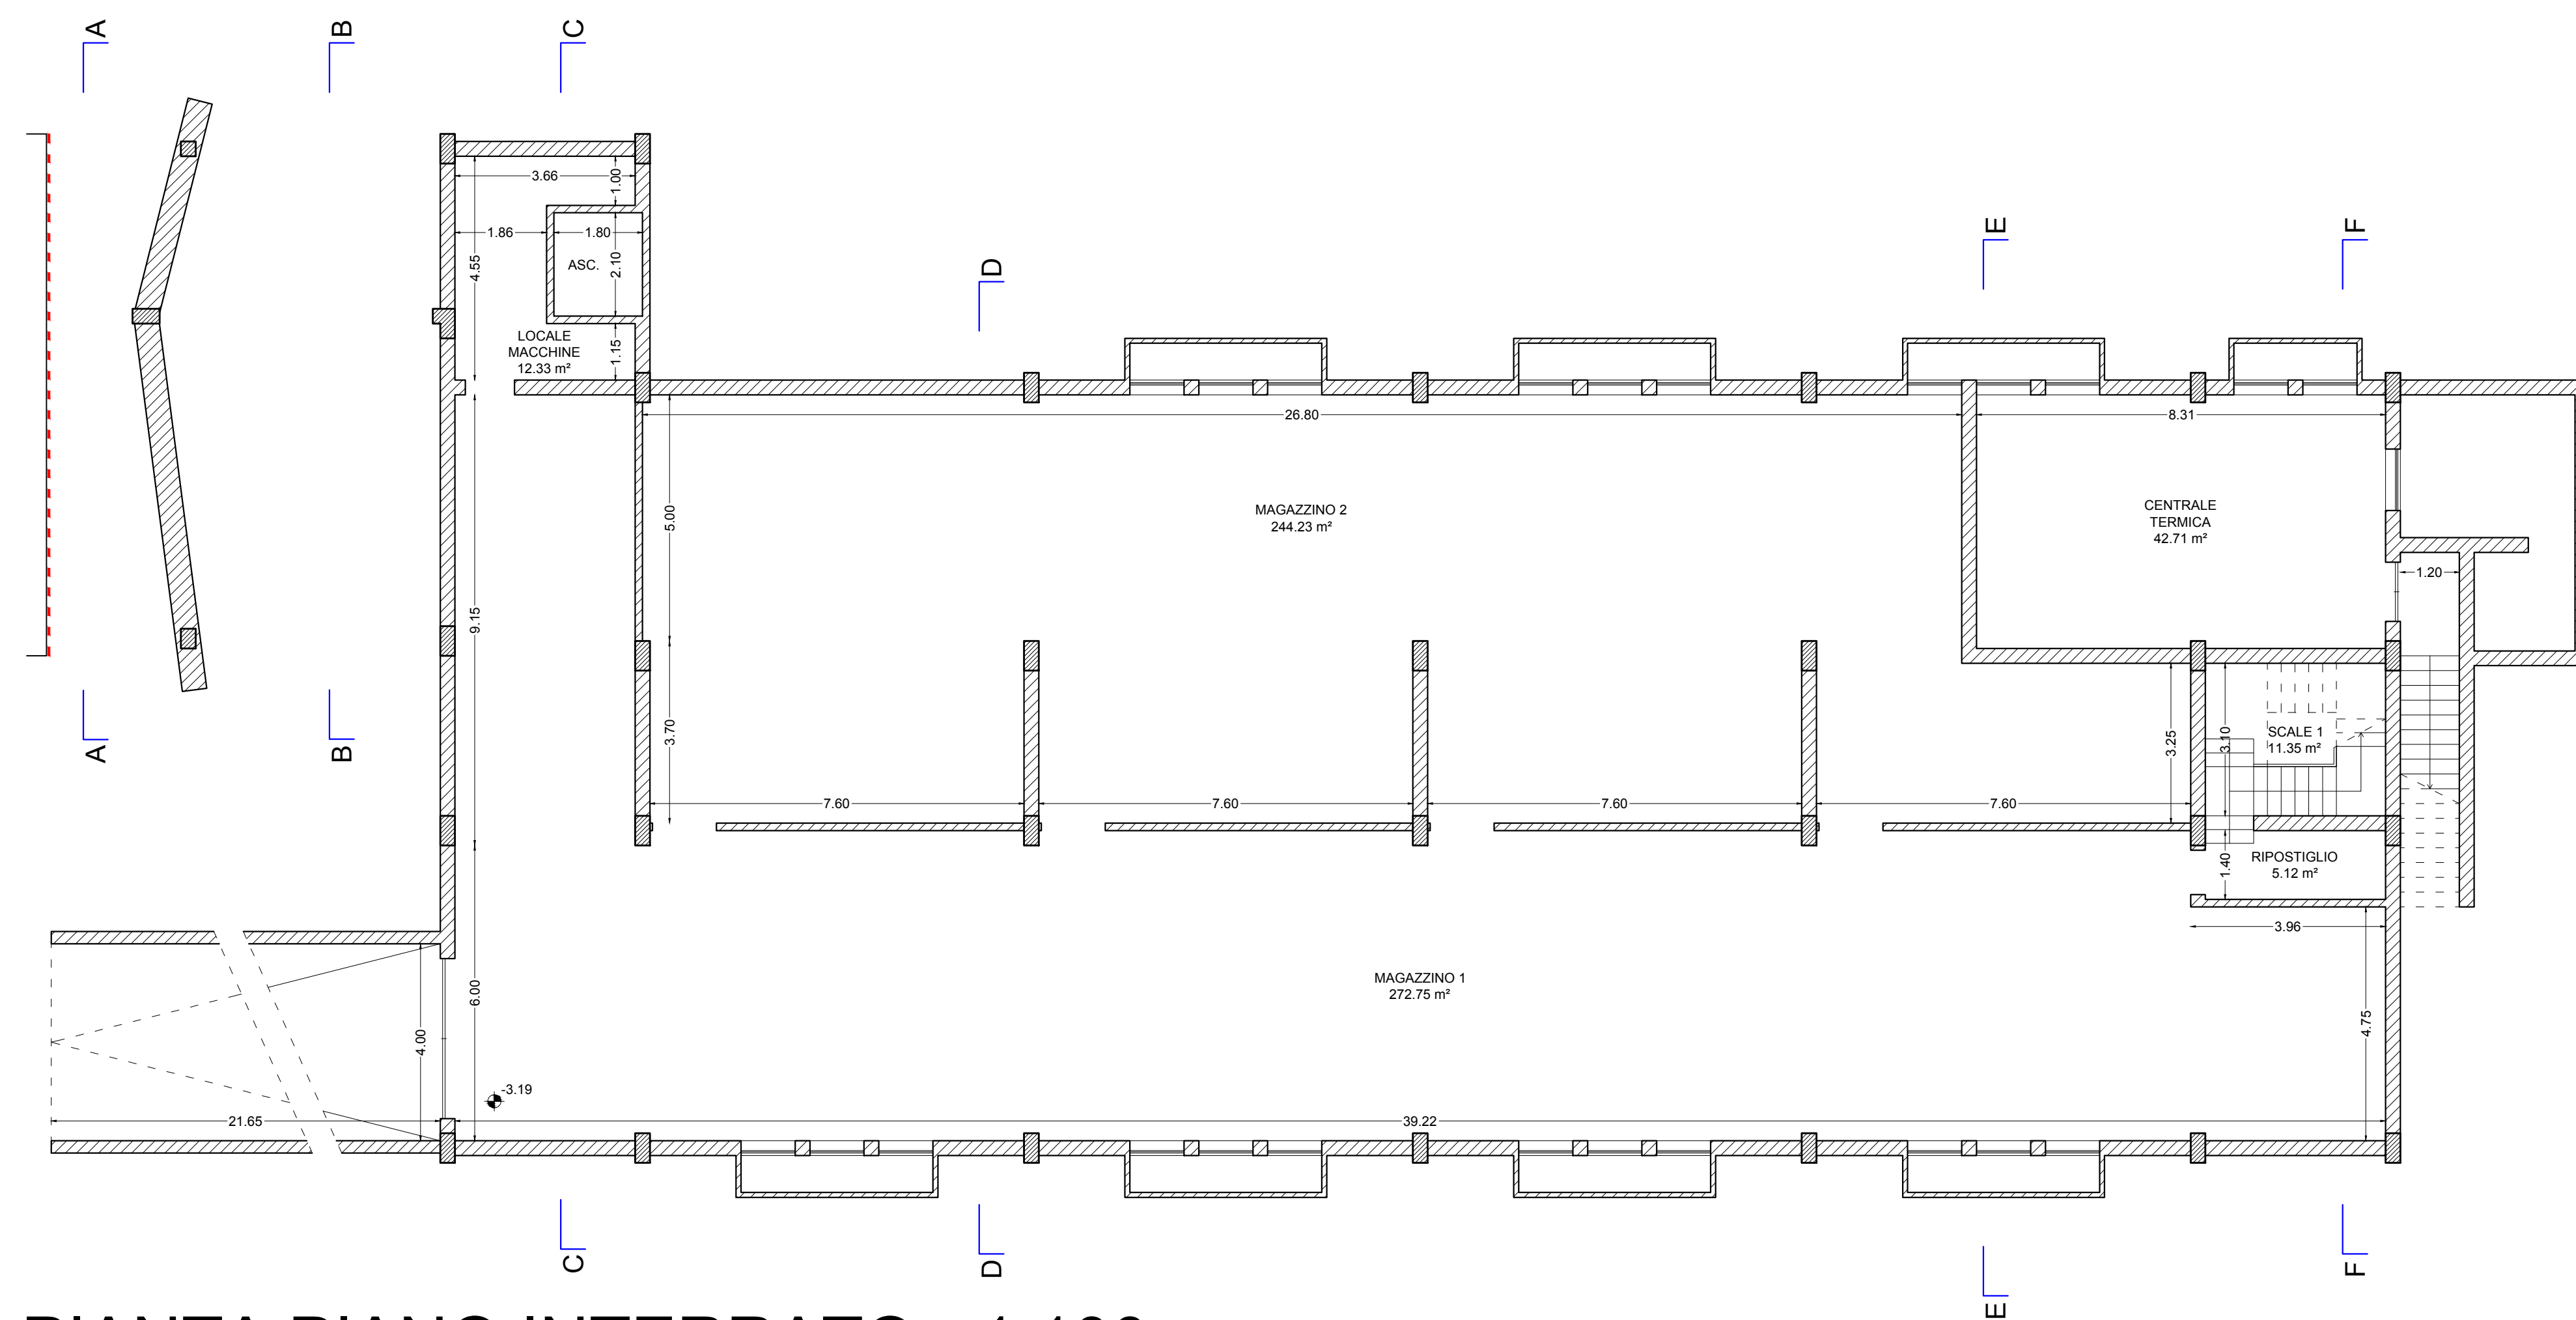 A
B
C
3.66
1.00
1.86
1.80
E
F
4.55
ASC.
2.10
D
LOCALE
MACCHINE
12.33 m²
1.15
26.80
8.31
5.00
MAGAZZINO 2
244.23 m²
CENTRALE
TERMICA
42.71 m²
1.20
9.15
3.70
3.25
3.10
SCALE 1
11.35 m²
A
B
7.60
7.60
7.60
7.60
1.40
RIPOSTIGLIO
5.12 m²
3.96
6.00
4.00
MAGAZZINO 1
272.75 m²
4.75
-3.19
21.65
39.22
C
D
E
F